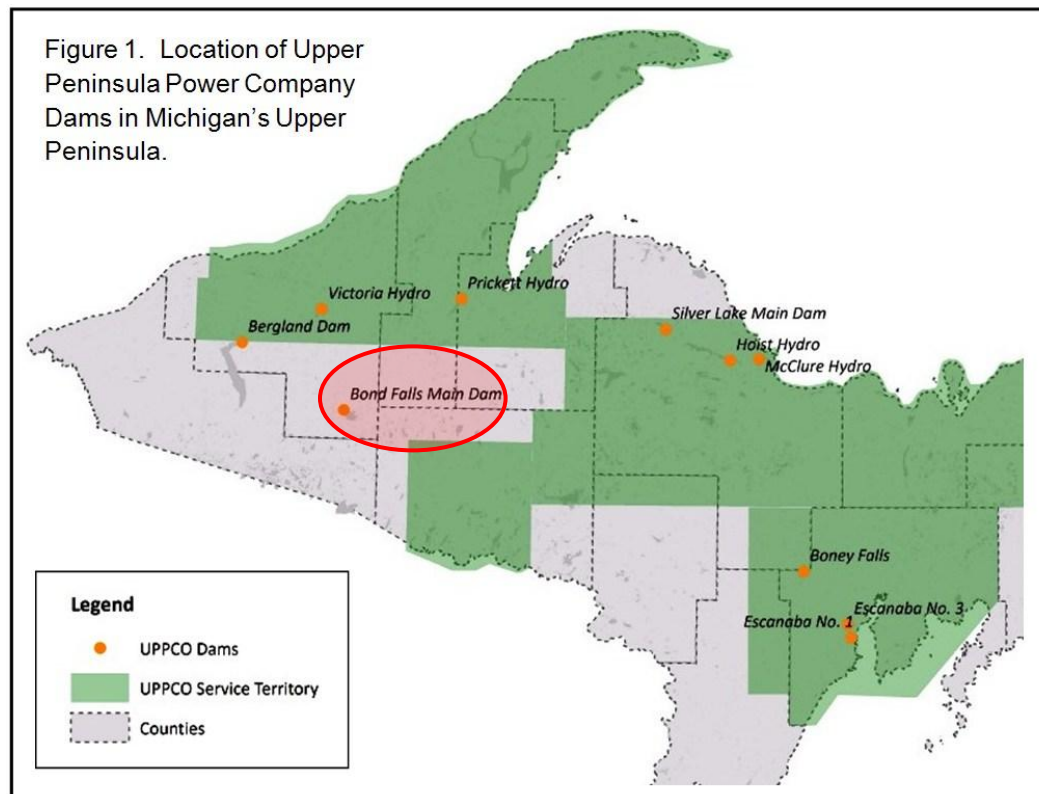 Figure 1. Location of Upper
Peninsula Power Company
Dams in Michigan's Upper
Peninsula.
Victoria Hydro
Prickett Hydro
Bergland Dam
Silver Lake Main Dam
Hoist Hydro
McClure Hydro
Bond Falls Main Dam
Boney Falls
Escanaba No. 3
Escanaba No. 1
Legend
UPPCO Dams
UPPCO Service Territory
Counties